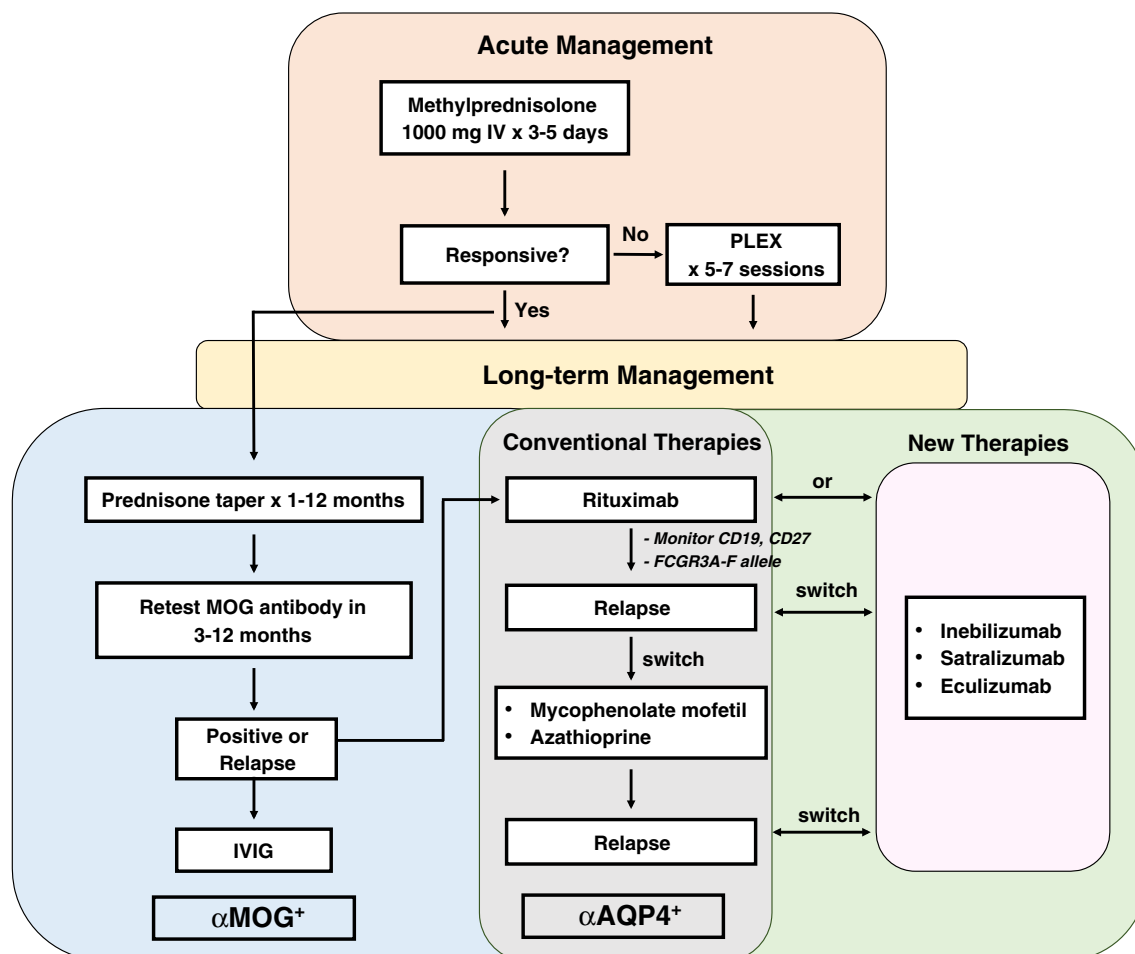 Acute Management
Methylprednisolone
1000 mg IV x 3-5 days
Responsive?
No
PLEX
x 5-7 sessions
Yes
Long-term Management
Prednisone taper x 1-12 months
Retest MOG antibody in
3-12 months
Positive or
Relapse
IVIG
αMOG⁺
Conventional Therapies
Rituximab
- Monitor CD19, CD27
- FCGR3A-F allele
Relapse
switch
• Mycophenolate mofetil
• Azathioprine
Relapse
αAQP4⁺
or
switch
switch
New Therapies
• Inebilizumab
• Satralizumab
• Eculizumab